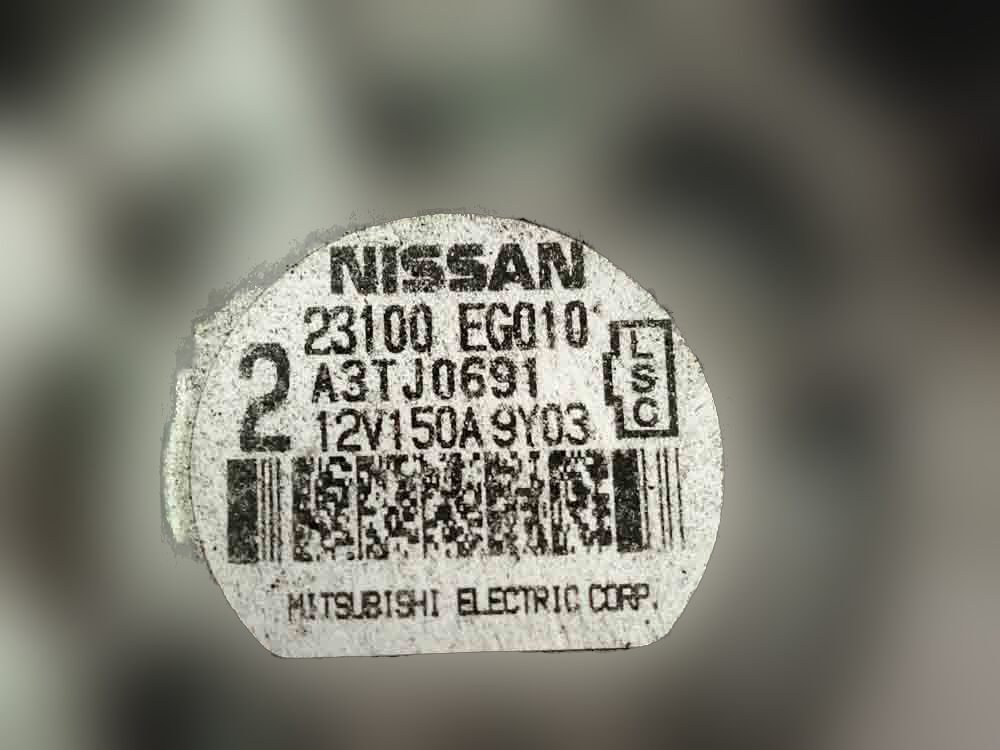 NISSAN
23100 EG010
2
A3TJ0691
12V150A 9Y03
LSC
MITSUBISHI ELECTRIC CORP.